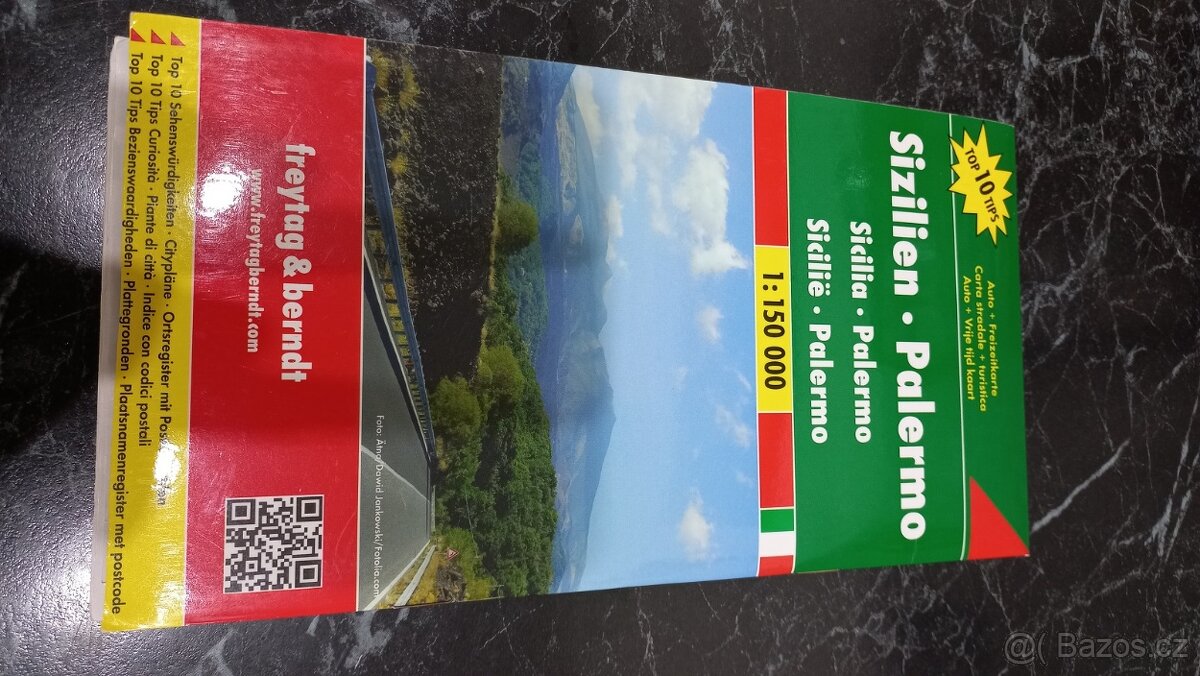 TOP 10 TIPS
Auto + Freizeitkarte
Carta stradale + turistica
Auto + Vrije tijd kaart
Sizilien · Palermo
Sicilia · Palermo
Sicilië · Palermo
1:150 000
Foto: Ätna/Dawid Jankowski/Fotolia.com
freytag & berndt
www.freytagberndt.com
Top 10 Sehenswürdigkeiten · Citypläne · Ortsregister mit
Top 10 Tips Curiosità · Piante di città · Indice con codici postali
Top 10 Tips Bezienswaardigheden · Plattegronden · Plaatsnamenregister met postcode
@( Bazos.cz